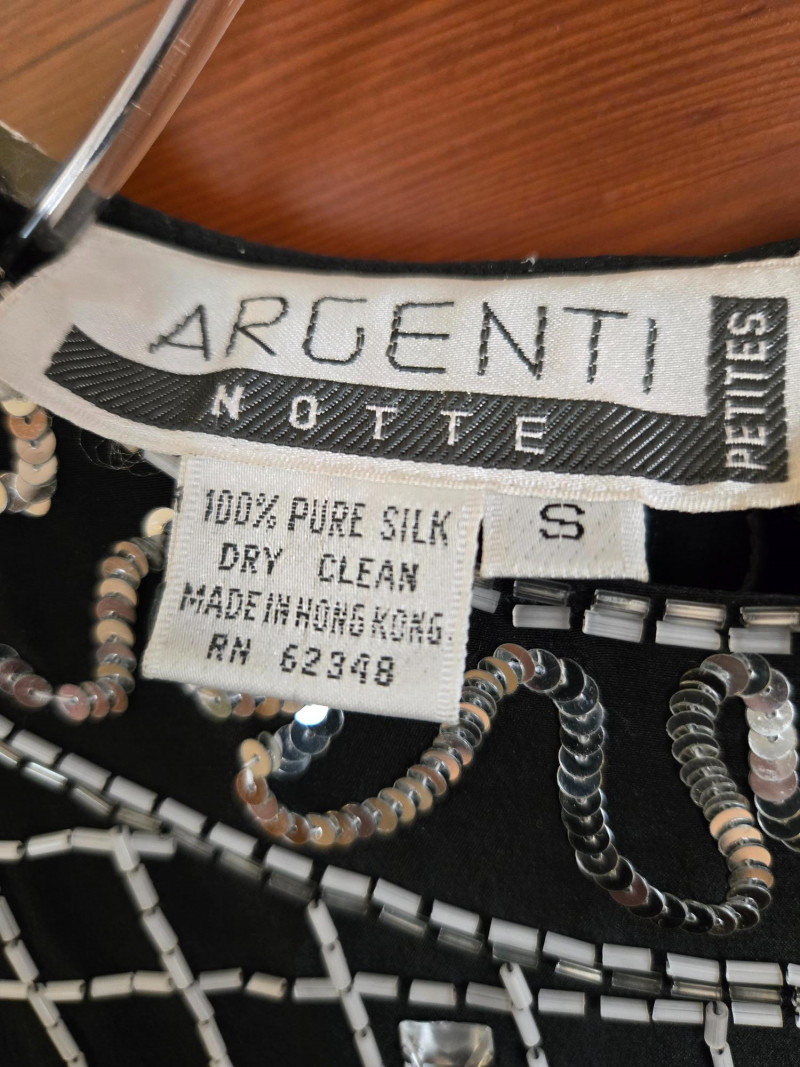 ARGENTI
NOTTE
PETITES
100% PURE SILK
DRY CLEAN
MADE IN HONG KONG.
RN 62348
S